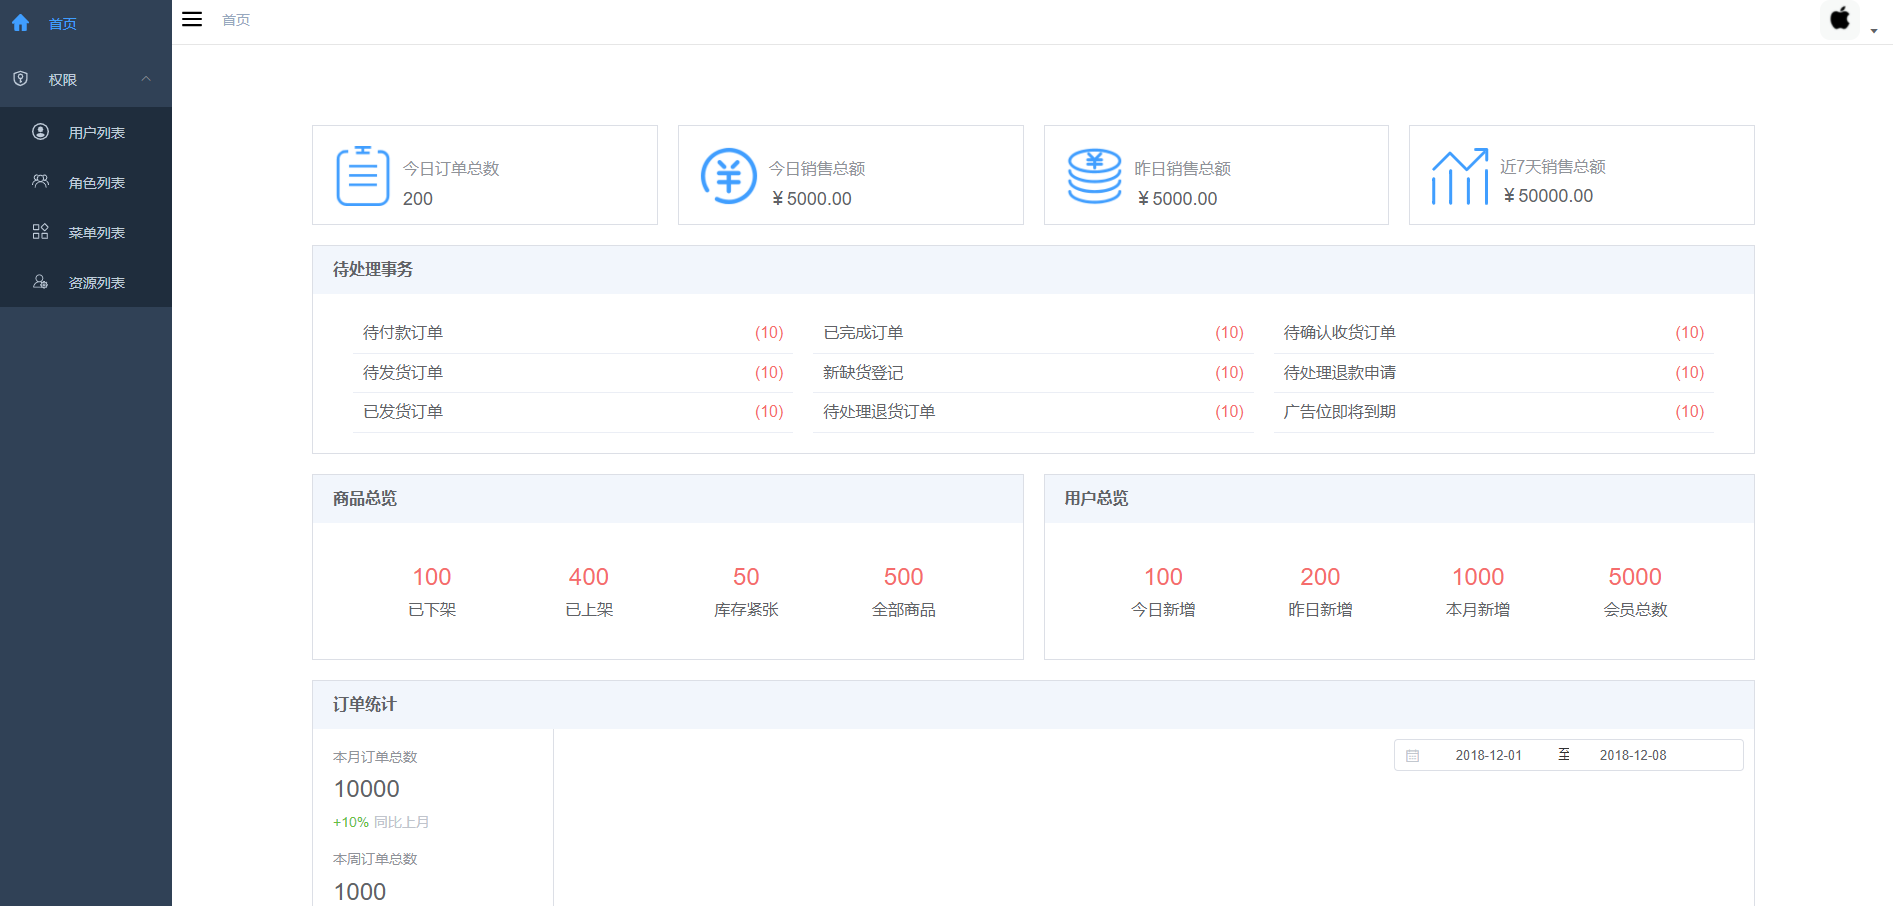 首页
权限
用户列表
角色列表
菜单列表
资源列表
首页
今日订单总数
200
今日销售总额
￥5000.00
昨日销售总额
￥5000.00
近7天销售总额
￥50000.00
待处理事务
待付款订单 (10) 已完成订单 (10) 待确认收货订单 (10)
待发货订单 (10) 新缺货登记 (10) 待处理退款申请 (10)
已发货订单 (10) 待处理退货订单 (10) 广告位即将到期 (10)
商品总览
100 400 50 500
已下架 已上架 库存紧张 全部商品
用户总览
100 200 1000 5000
今日新增 昨日新增 本月新增 会员总数
订单统计
本月订单总数
10000
+10% 同比上月
本周订单总数
1000
2018-12-01 至 2018-12-08